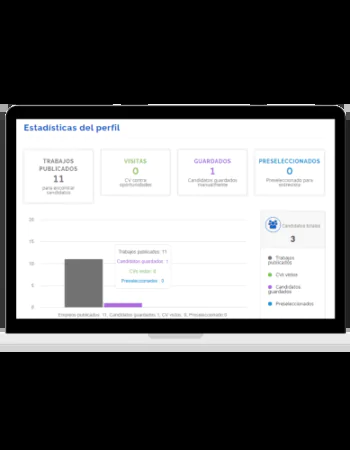 Estadísticas del perfil
TRABAJOS
PUBLICADOS
11
para encontrar
candidatos
VISITAS
0
CV contra
oportunidades
GUARDADOS
1
Candidatos guardados
manualmente
PRESELECCIONADOS
0
Preseleccionado para
entrevista
20
15
10
5
0
Trabajos publicados: 11
Candidatos guardados: 1
CVs vistos: 0
Preseleccionados: 0
Empleos publicados: 11, Candidatos guardados: 1, CV vistos: 0, Preseleccionado: 0
Candidatos totales
3
Trabajos
publicados
CVs vistos
Candidatos
guardados
Preseleccionados